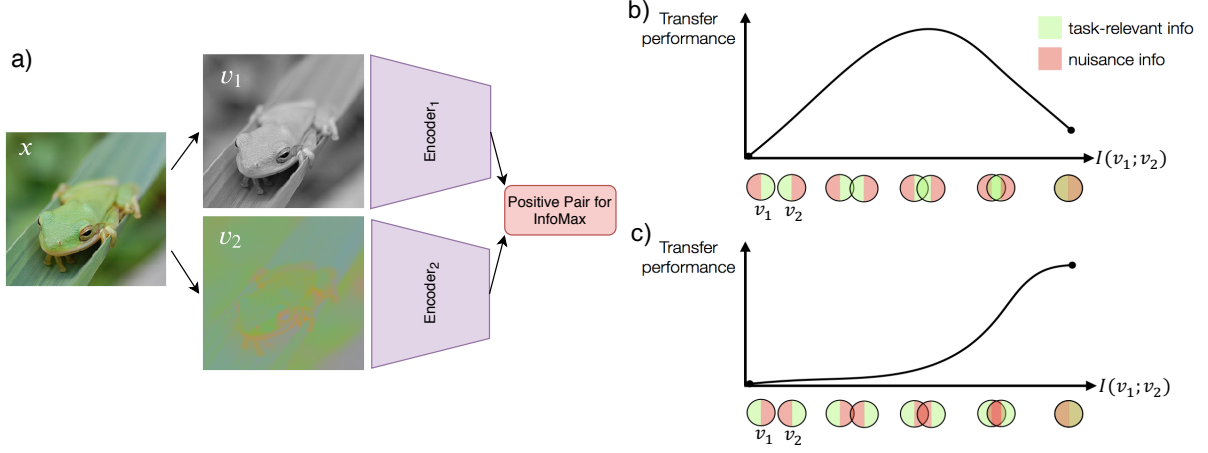 a)
x
v₁
v₂
Encoder₁
Encoder₂
Positive Pair for
InfoMax
b)
Transfer
performance
task-relevant info
nuisance info
I(v₁;v₂)
v₁ v₂
c)
Transfer
performance
I(v₁;v₂)
v₁ v₂